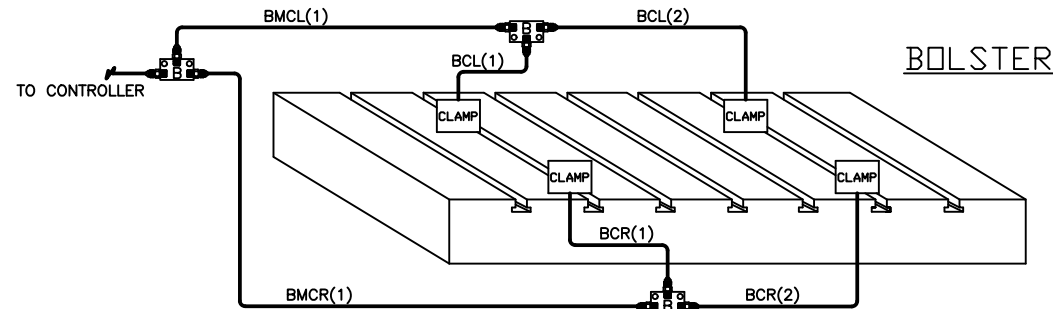 BMCL(1)
BCL(2)
B
BCL(1)
BOLSTER
B
TO CONTROLLER
CLAMP
CLAMP
CLAMP
CLAMP
BCR(1)
BMCR(1)
B
BCR(2)